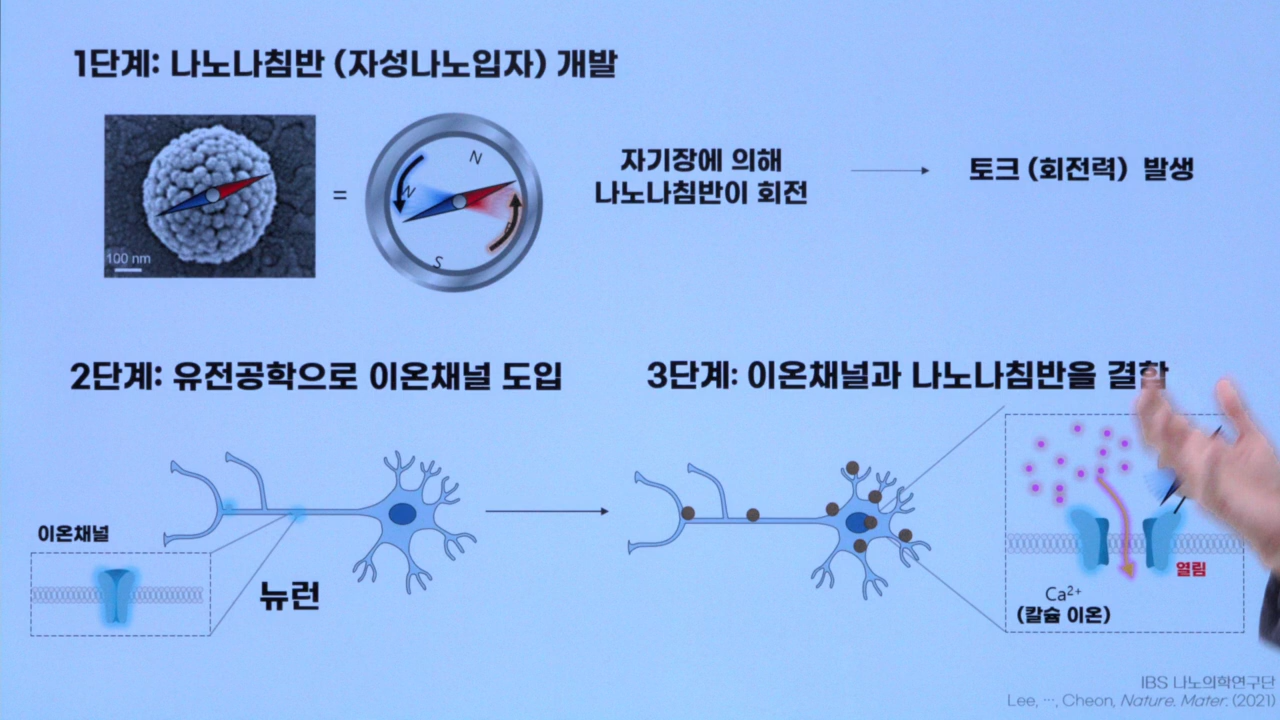 1단계: 나노나침반 (자성나노입자) 개발
100 nm
=
N
N
S
자기장에 의해
나노나침반이 회전
토크 (회전력) 발생
2단계: 유전공학으로 이온채널 도입
이온채널
뉴런
3단계: 이온채널과 나노나침반을 결합
열림
Ca²⁺
(칼슘 이온)
IBS 나노의학연구단
Lee, ···, Cheon, Nature. Mater. (2021)